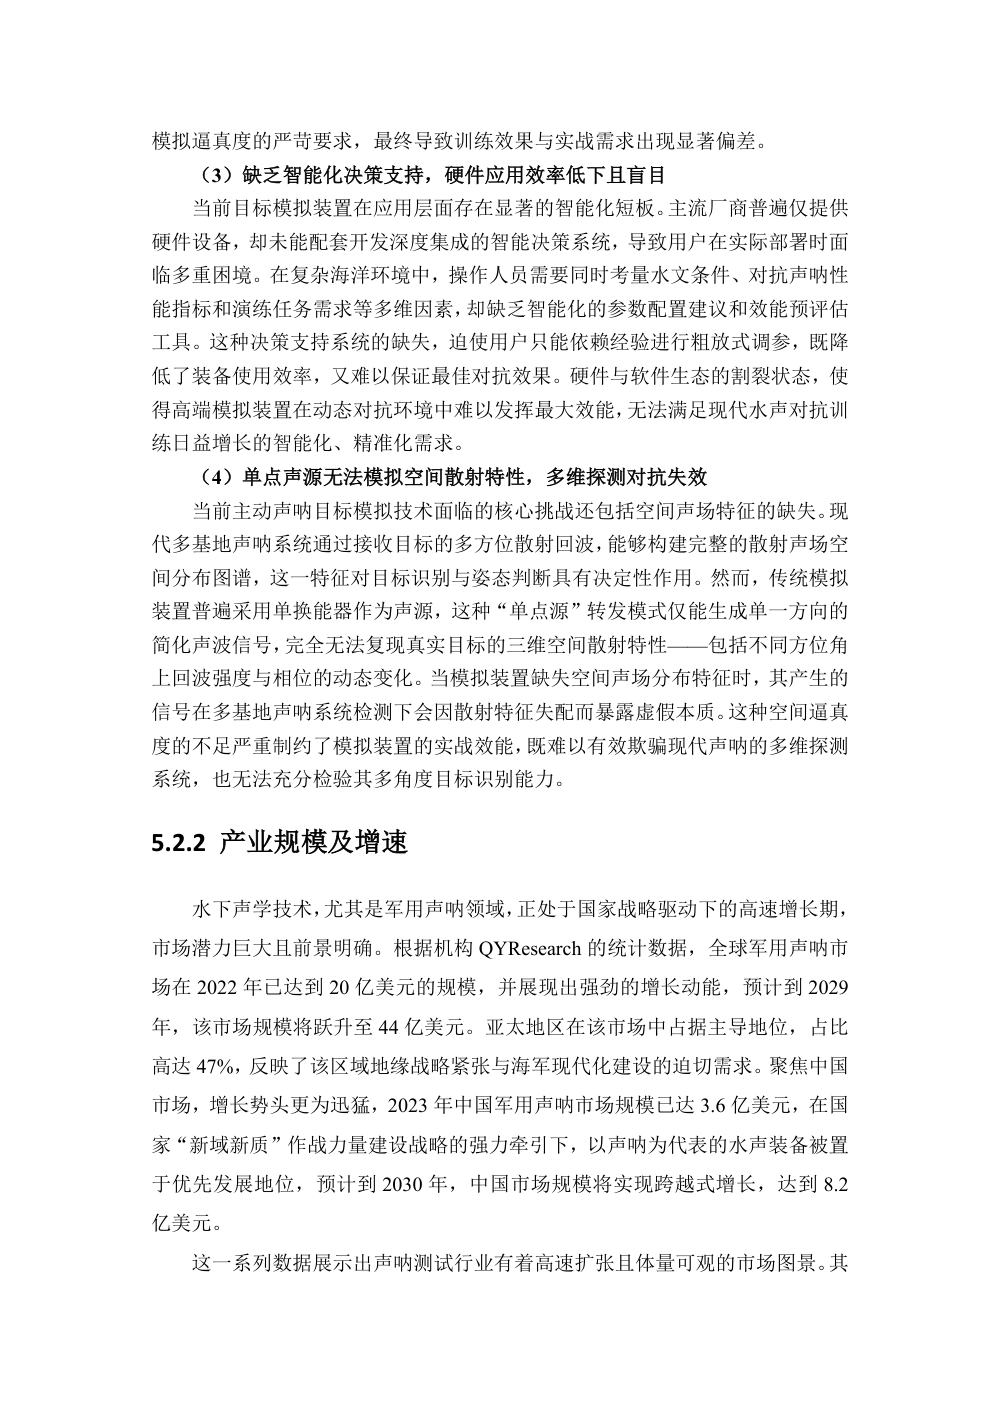 模拟逼真度的严苛要求，最终导致训练效果与实战需求出现显著偏差。
（3）缺乏智能化决策支持，硬件应用效率低下且盲目
当前目标模拟装置在应用层面存在显著的智能化短板。主流厂商普遍仅提供
硬件设备，却未能配套开发深度集成的智能决策系统，导致用户在实际部署时面
临多重困境。在复杂海洋环境中，操作人员需要同时考量水文条件、对抗声呐性
能指标和演练任务需求等多维因素，却缺乏智能化的参数配置建议和效能预评估
工具。这种决策支持系统的缺失，迫使用户只能依赖经验进行粗放式调参，既降
低了装备使用效率，又难以保证最佳对抗效果。硬件与软件生态的割裂状态，使
得高端模拟装置在动态对抗环境中难以发挥最大效能，无法满足现代水声对抗训
练日益增长的智能化、精准化需求。
（4）单点声源无法模拟空间散射特性，多维探测对抗失效
当前主动声呐目标模拟技术面临的核心挑战还包括空间声场特征的缺失。现
代多基地声呐系统通过接收目标的多方位散射回波，能够构建完整的散射声场空
间分布图谱，这一特征对目标识别与姿态判断具有决定性作用。然而，传统模拟
装置普遍采用单换能器作为声源，这种“单点源”转发模式仅能生成单一方向的
简化声波信号，完全无法复现真实目标的三维空间散射特性——包括不同方位角
上回波强度与相位的动态变化。当模拟装置缺失空间声场分布特征时，其产生的
信号在多基地声呐系统检测下会因散射特征失配而暴露虚假本质。这种空间逼真
度的不足严重制约了模拟装置的实战效能，既难以有效欺骗现代声呐的多维探测
系统，也无法充分检验其多角度目标识别能力。
5.2.2 产业规模及增速
水下声学技术，尤其是军用声呐领域，正处于国家战略驱动下的高速增长期，
市场潜力巨大且前景明确。根据机构 QYResearch 的统计数据，全球军用声呐市
场在 2022 年已达到 20 亿美元的规模，并展现出强劲的增长动能，预计到 2029
年，该市场规模将跃升至 44 亿美元。亚太地区在该市场中占据主导地位，占比
高达 47%，反映了该区域地缘战略紧张与海军现代化建设的迫切需求。聚焦中国
市场，增长势头更为迅猛，2023 年中国军用声呐市场规模已达 3.6 亿美元，在国
家“新域新质”作战力量建设战略的强力牵引下，以声呐为代表的水声装备被置
于优先发展地位，预计到 2030 年，中国市场规模将实现跨越式增长，达到 8.2
亿美元。
这一系列数据展示出声呐测试行业有着高速扩张且体量可观的市场图景。其